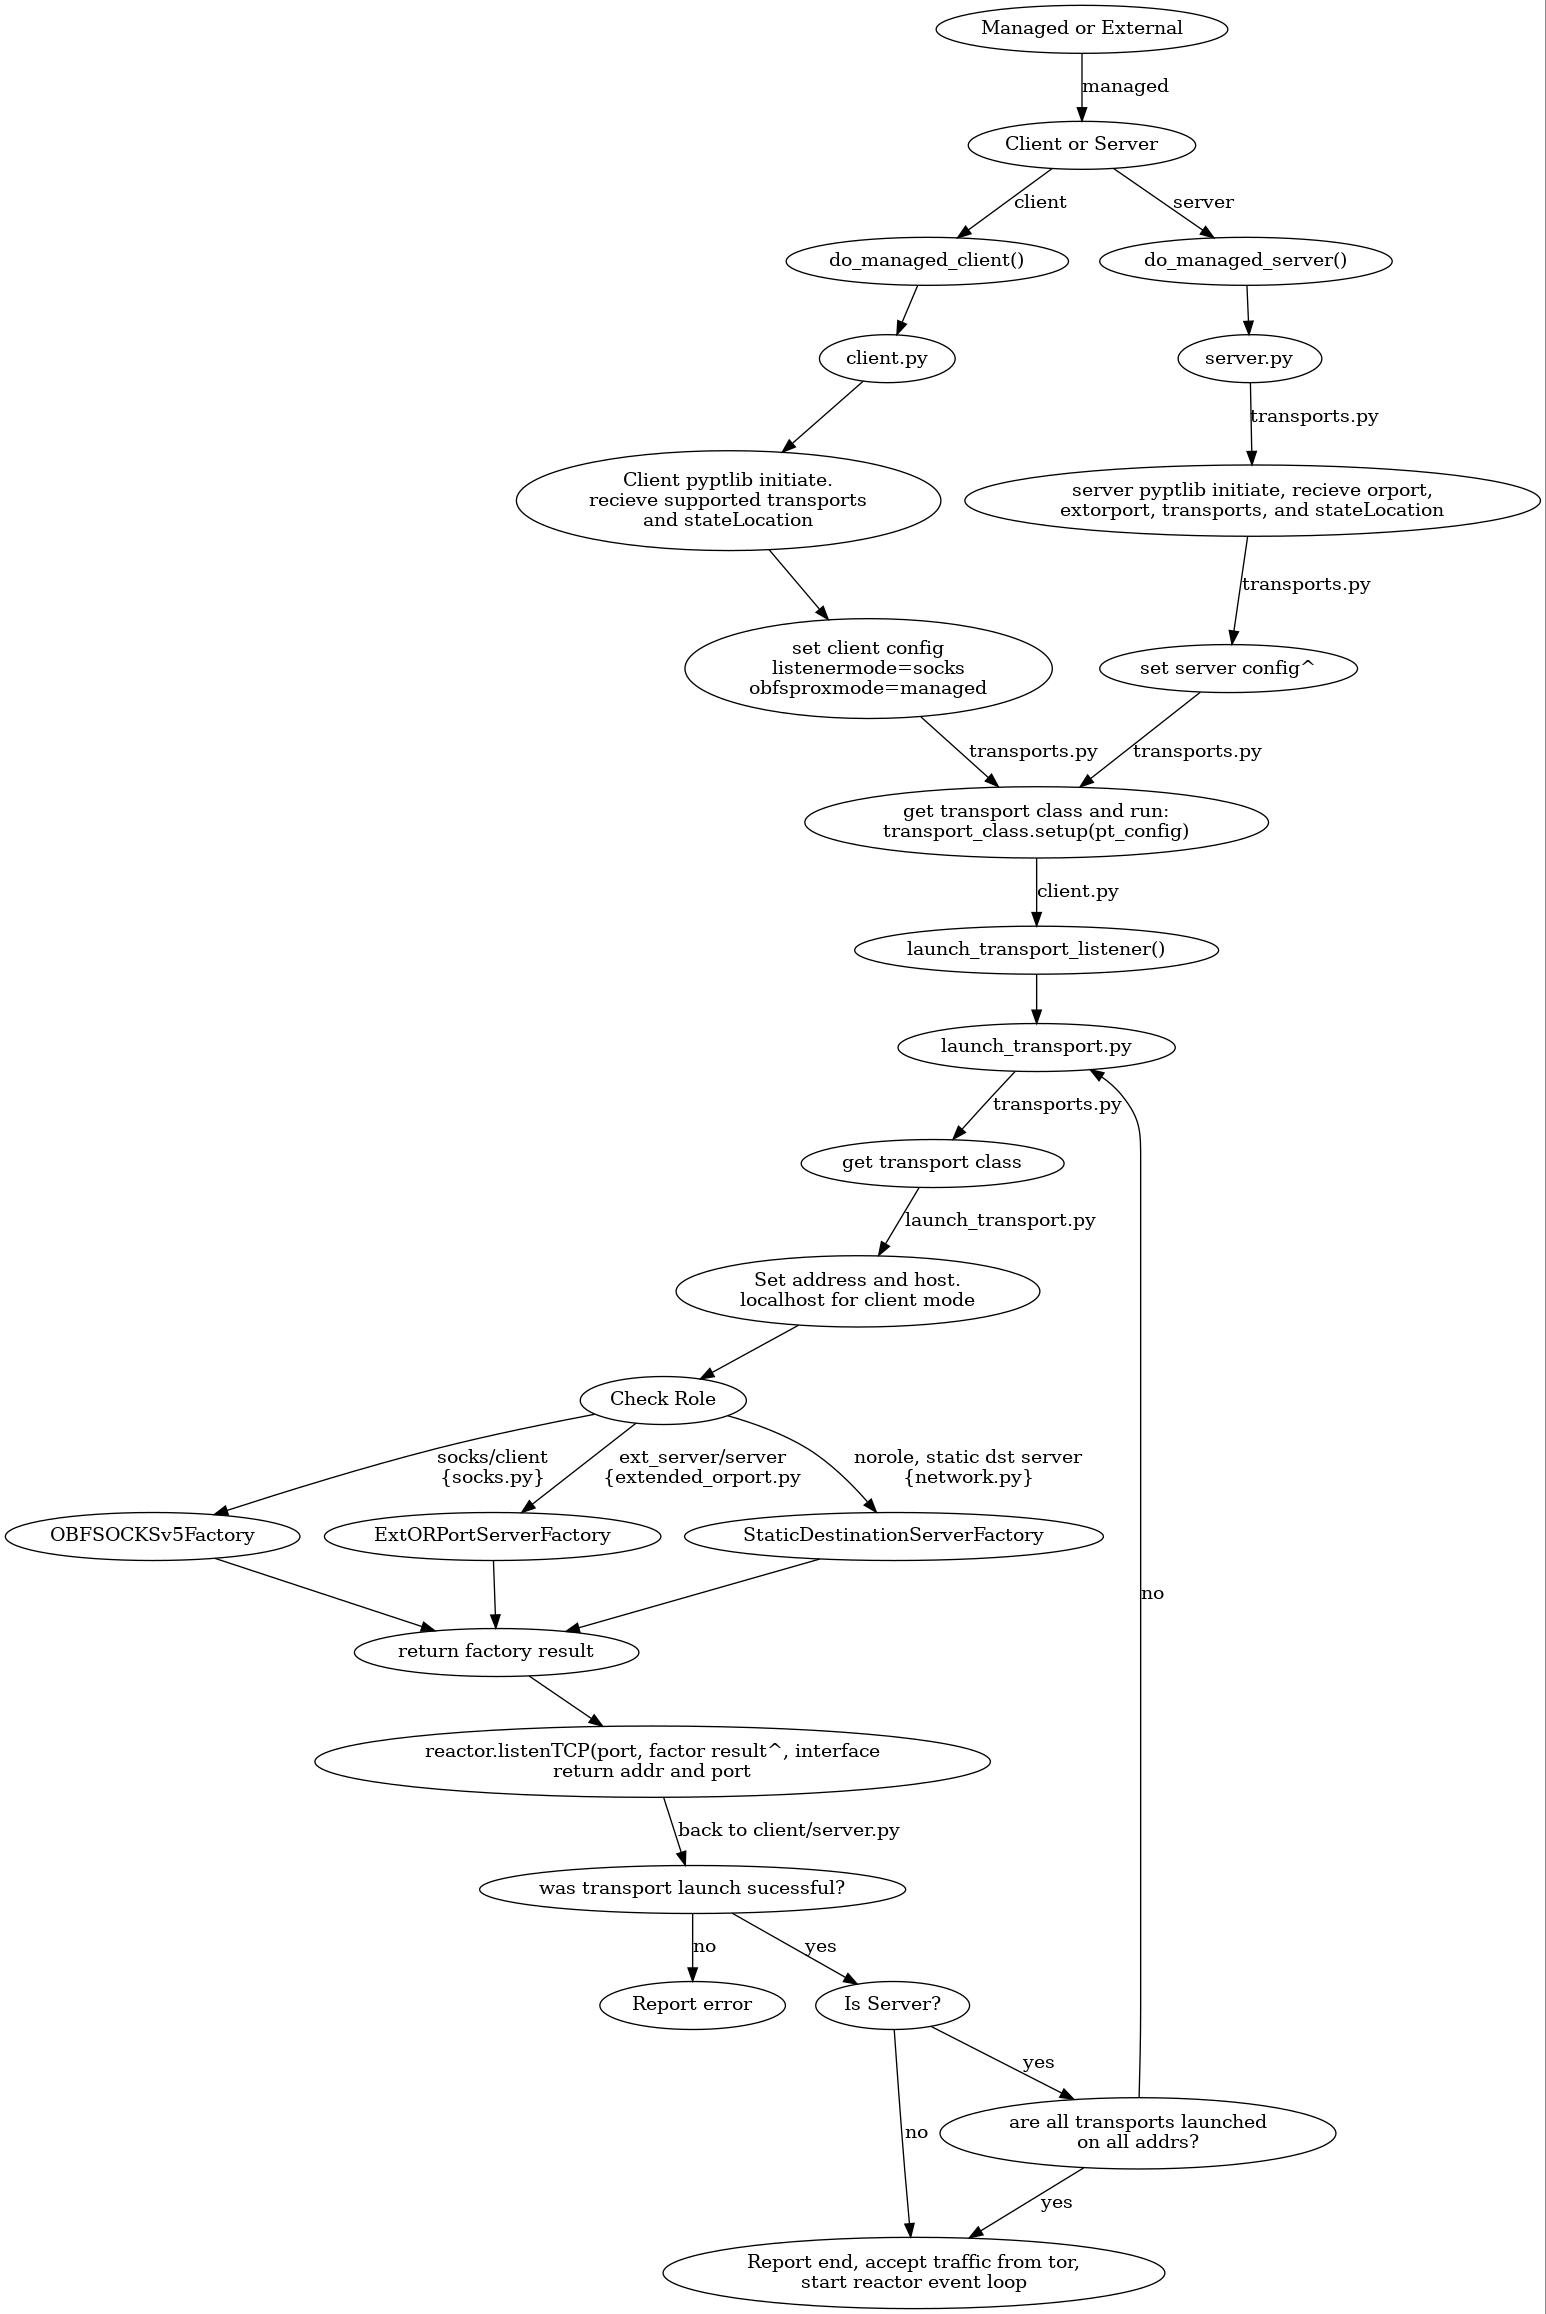 Managed or External
managed
Client or Server
client
server
do_managed_client()
do_managed_server()
client.py
server.py
transports.py
Client pyptlib initiate.
recieve supported transports
and stateLocation
server pyptlib initiate, recieve orport,
extorport, transports, and stateLocation
transports.py
set client config
listenermode=socks
obfsproxmode=managed
set server config^
transports.py
transports.py
get transport class and run:
transport_class.setup(pt_config)
client.py
launch_transport_listener()
launch_transport.py
transports.py
get transport class
launch_transport.py
Set address and host.
localhost for client mode
Check Role
socks/client
{socks.py}
ext_server/server
{extended_orport.py
norole, static dst server
{network.py}
OBFSOCKSv5Factory
ExtORPortServerFactory
StaticDestinationServerFactory
no
return factory result
reactor.listenTCP(port, factor result^, interface
return addr and port
back to client/server.py
was transport launch sucessful?
no
yes
Report error
Is Server?
yes
no
are all transports launched
on all addrs?
yes
Report end, accept traffic from tor,
start reactor event loop